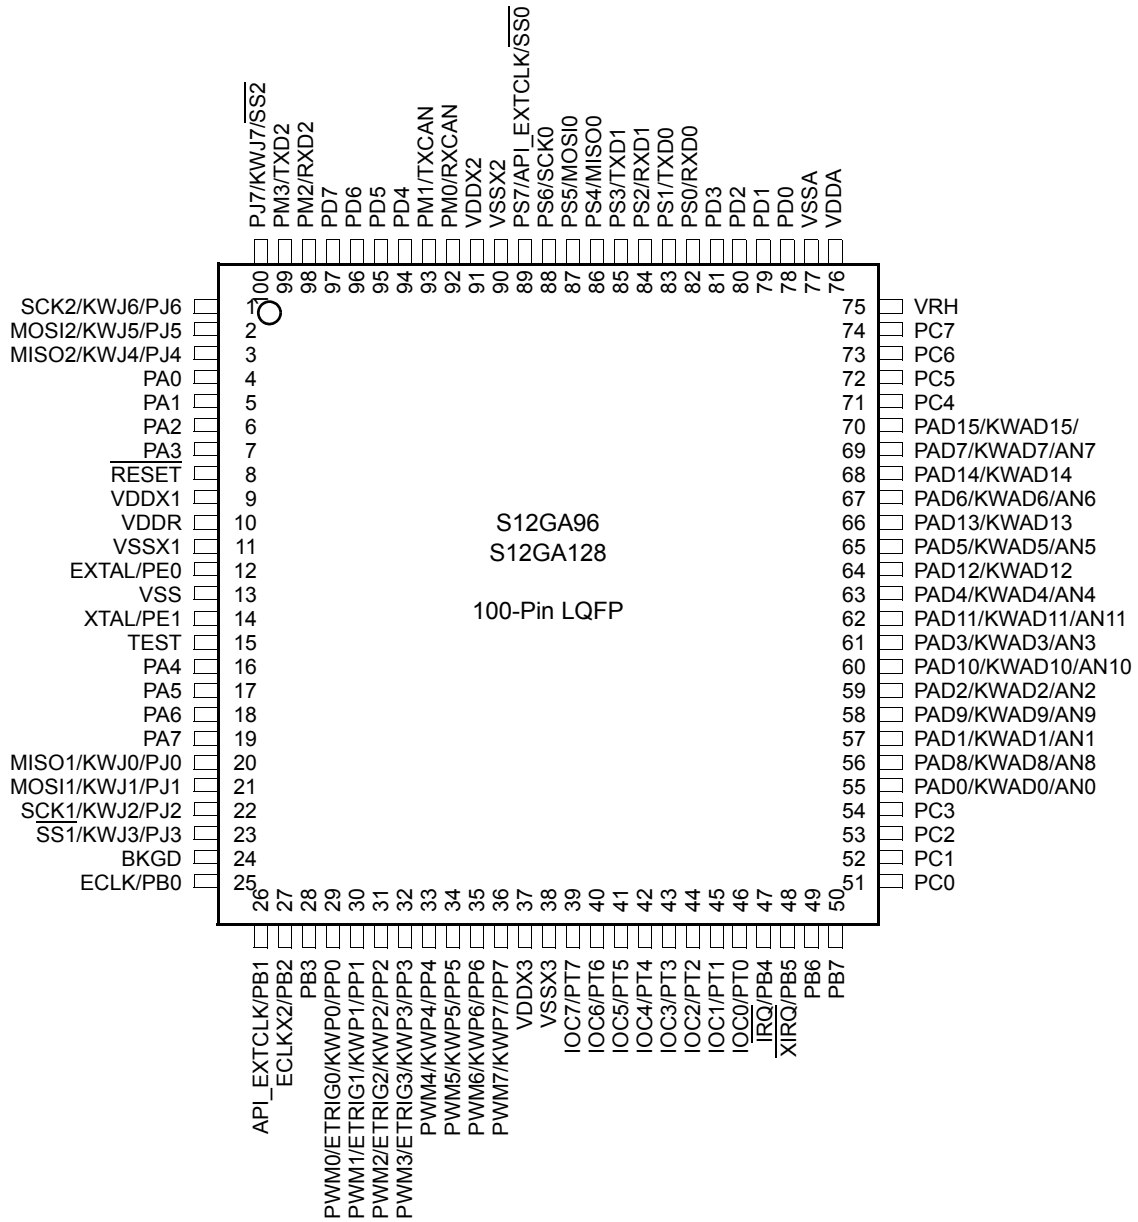 PJ7/KWJ7/SS2
PM3/TXD2
PM2/RXD2
PD7
PD6
PD5
PD4
PM1/TXCAN
PM0/RXCAN
VDDX2
VSSX2
PS7/API_EXTCLK/SS0
PS6/SCK0
PS5/MOSI0
PS4/MISO0
PS3/TXD1
PS2/RXD1
PS1/TXD0
PS0/RXD0
PD3
PD2
PD1
PD0
VSSA
VDDA
100
99
98
97
96
95
94
93
92
91
90
89
88
87
86
85
84
83
82
81
80
79
78
77
76
SCK2/KWJ6/PJ6 1
MOSI2/KWJ5/PJ5 2
MISO2/KWJ4/PJ4 3
PA0 4
PA1 5
PA2 6
PA3 7
RESET 8
VDDX1 9
VDDR 10
VSSX1 11
EXTAL/PE0 12
VSS 13
XTAL/PE1 14
TEST 15
PA4 16
PA5 17
PA6 18
PA7 19
MISO1/KWJ0/PJ0 20
MOSI1/KWJ1/PJ1 21
SCK1/KWJ2/PJ2 22
SS1/KWJ3/PJ3 23
BKGD 24
ECLK/PB0 25
S12GA96
S12GA128
100-Pin LQFP
75 VRH
74 PC7
73 PC6
72 PC5
71 PC4
70 PAD15/KWAD15/
69 PAD7/KWAD7/AN7
68 PAD14/KWAD14
67 PAD6/KWAD6/AN6
66 PAD13/KWAD13
65 PAD5/KWAD5/AN5
64 PAD12/KWAD12
63 PAD4/KWAD4/AN4
62 PAD11/KWAD11/AN11
61 PAD3/KWAD3/AN3
60 PAD10/KWAD10/AN10
59 PAD2/KWAD2/AN2
58 PAD9/KWAD9/AN9
57 PAD1/KWAD1/AN1
56 PAD8/KWAD8/AN8
55 PAD0/KWAD0/AN0
54 PC3
53 PC2
52 PC1
51 PC0
26
27
28
29
30
31
32
33
34
35
36
37
38
39
40
41
42
43
44
45
46
47
48
49
50
API_EXTCLK/PB1
ECLKX2/PB2
PB3
PWM0/ETRIG0/KWP0/PP0
PWM1/ETRIG1/KWP1/PP1
PWM2/ETRIG2/KWP2/PP2
PWM3/ETRIG3/KWP3/PP3
PWM4/KWP4/PP4
PWM5/KWP5/PP5
PWM6/KWP6/PP6
PWM7/KWP7/PP7
VDDX3
VSSX3
IOC7/PT7
IOC6/PT6
IOC5/PT5
IOC4/PT4
IOC3/PT3
IOC2/PT2
IOC1/PT1
IOC0/PT0
IRQ/PB4
XIRQ/PB5
PB6
PB7